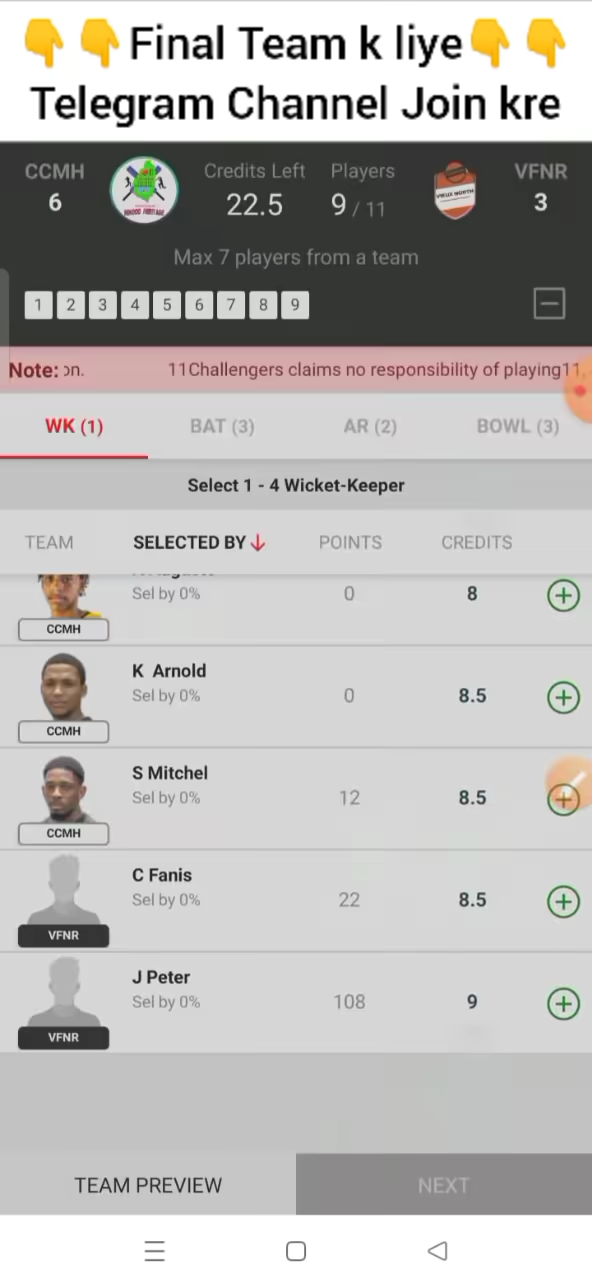 👇👇Final Team k liye👇👇
Telegram Channel Join kre
CCMH Credits Left Players VFNR
6 22.5 9 / 11 3
Max 7 players from a team
1 2 3 4 5 6 7 8 9
Note: on. 11Challengers claims no responsibility of playing11,
WK (1) BAT (3) AR (2) BOWL (3)
Select 1 - 4 Wicket-Keeper
TEAM SELECTED BY↓ POINTS CREDITS
Sel by 0% 0 8
CCMH
K Arnold
Sel by 0% 0 8.5
CCMH
S Mitchel
Sel by 0% 12 8.5
CCMH
C Fanis
Sel by 0% 22 8.5
VFNR
J Peter
Sel by 0% 108 9
VFNR
TEAM PREVIEW NEXT